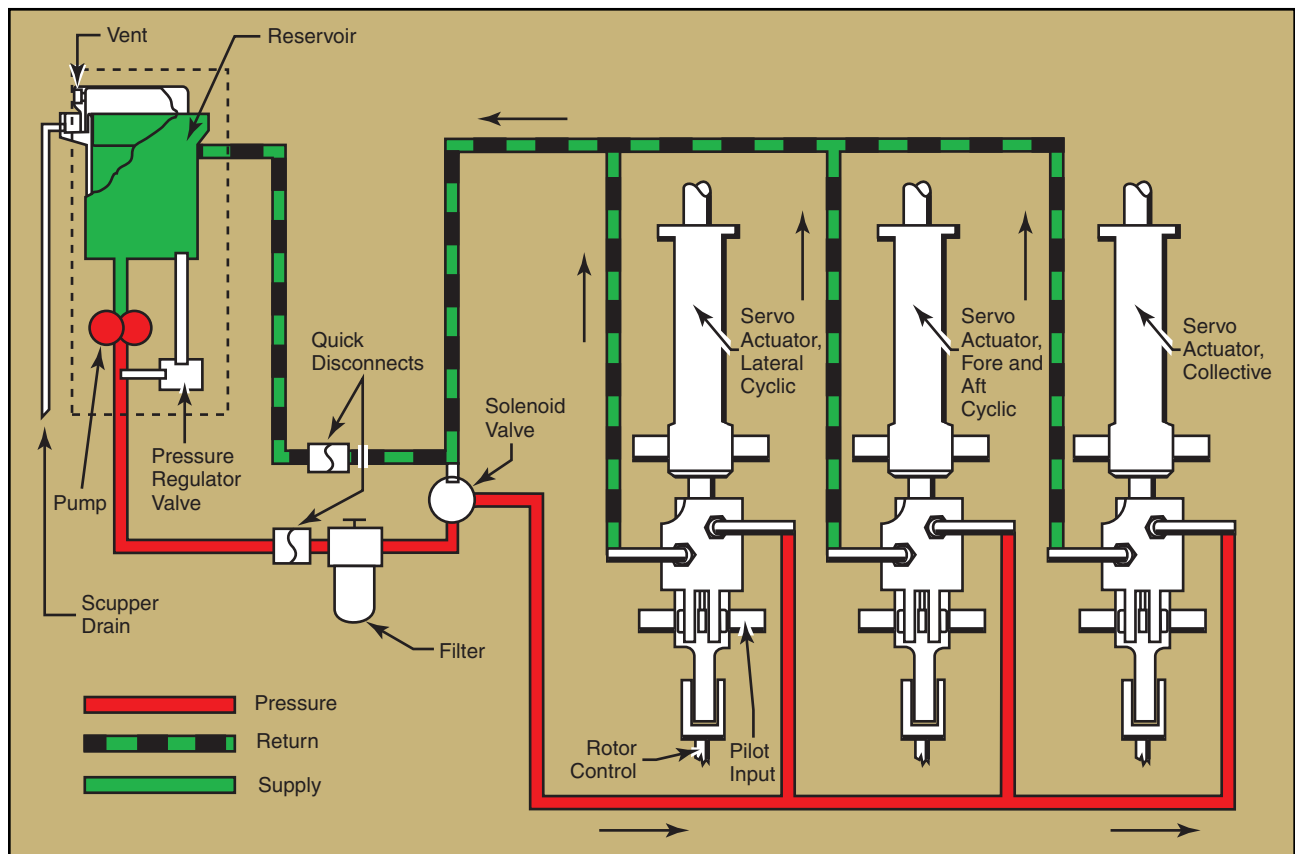 Vent
Reservoir
Quick
Disconnects
Solenoid
Valve
Servo
Actuator,
Lateral
Cyclic
Servo
Actuator,
Fore and
Aft
Cyclic
Servo
Actuator,
Collective
Pump
Pressure
Regulator
Valve
Scupper
Drain
Filter
Pressure
Return
Supply
Rotor
Control
Pilot
Input